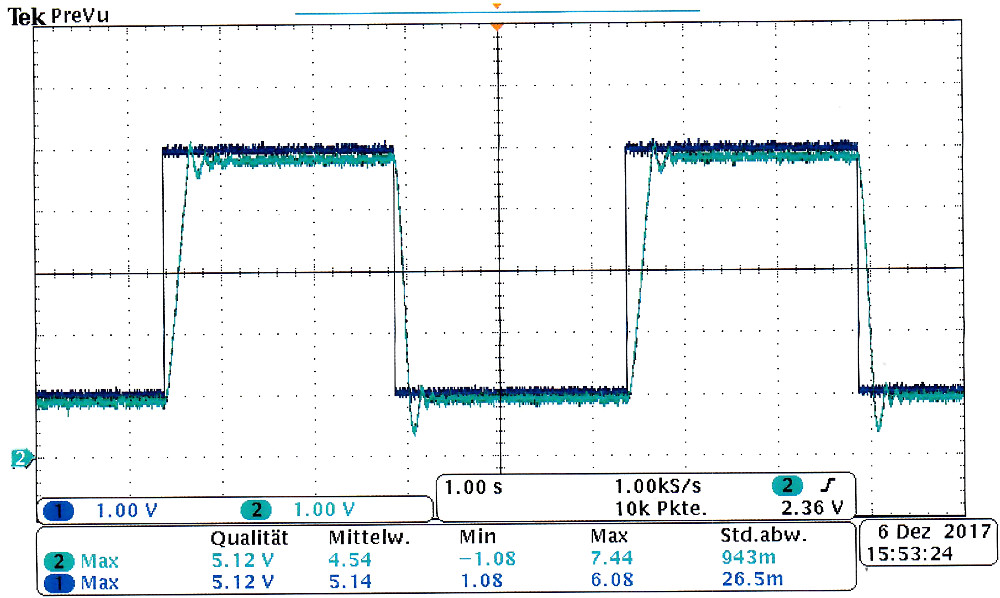 Tek PreVu
2
1 1.00 V 2 1.00 V
1.00 s 1.00kS/s 2
10k Pkte. 2.36 V
Qualität Mittelw. Min Max Std.abw.
2 Max 5.12 V 4.54 −1.08 7.44 943m
1 Max 5.12 V 5.14 1.08 6.08 26.5m
6 Dez 2017
15:53:24